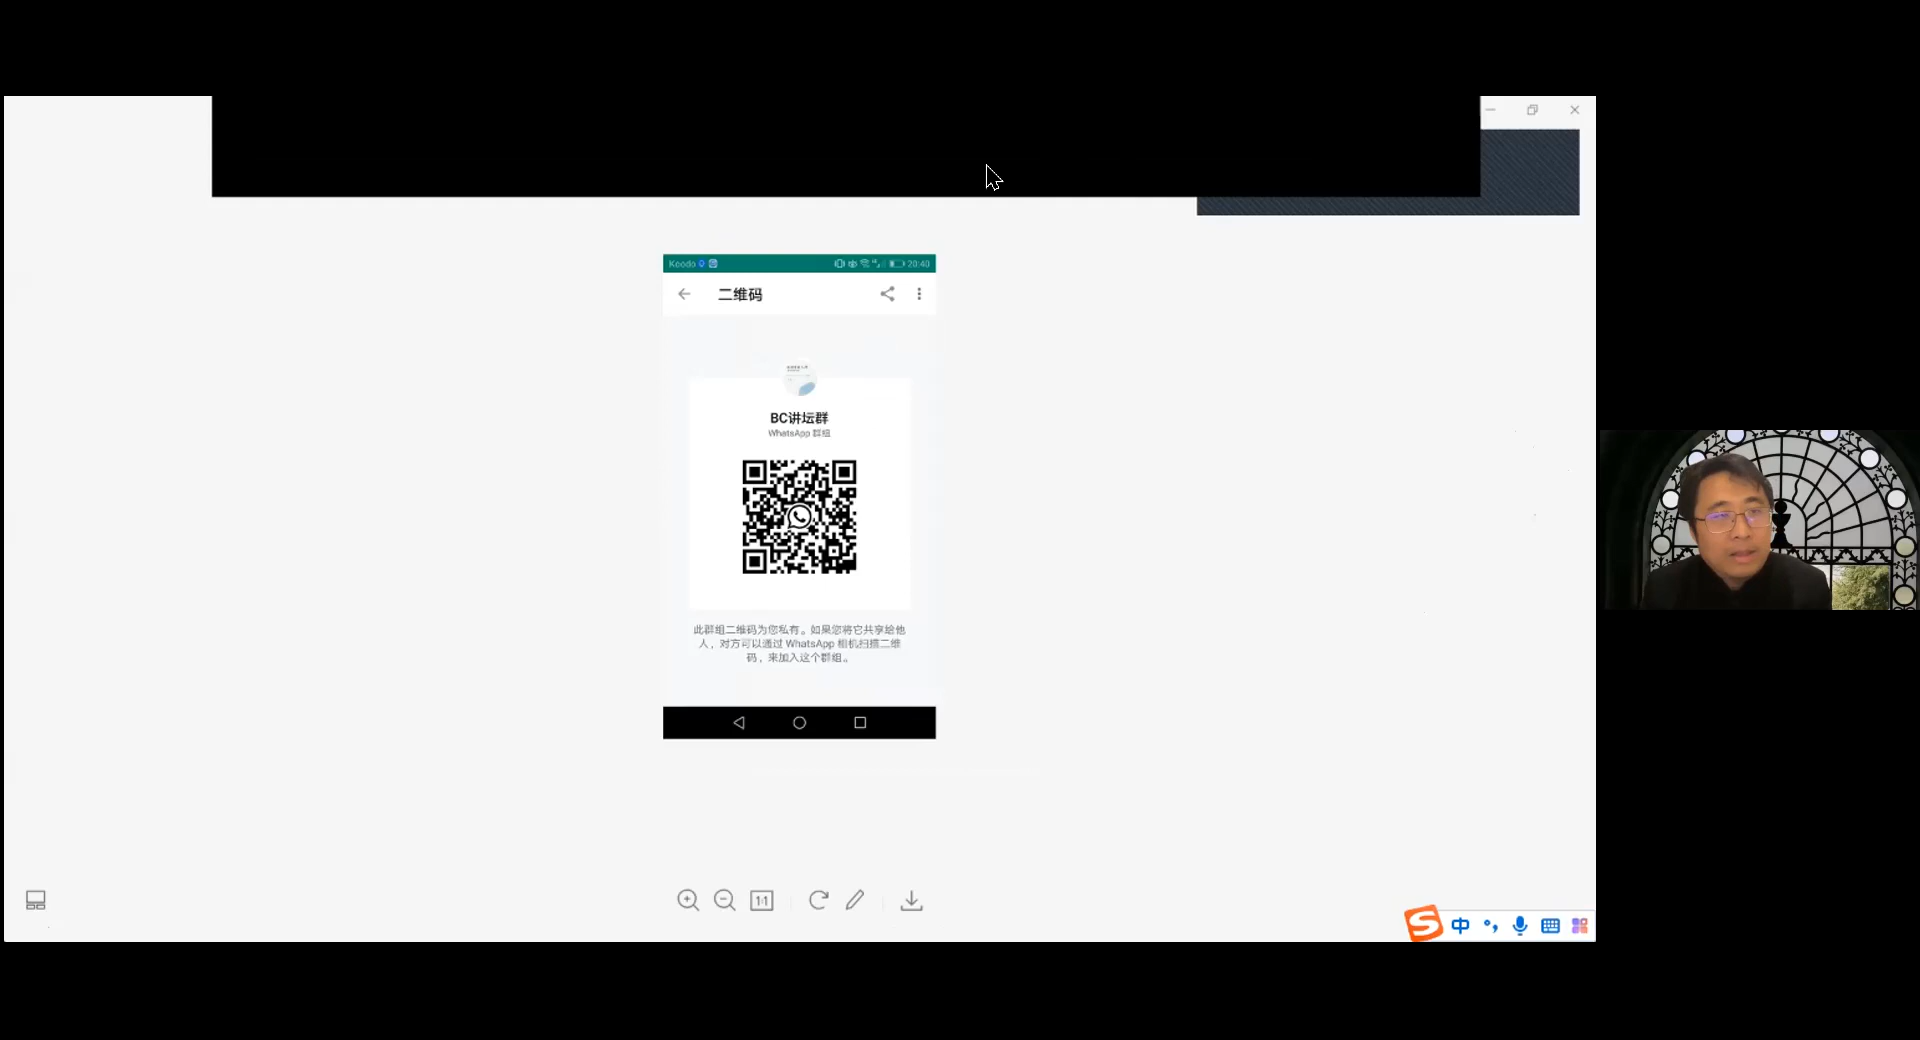 Koodo
20:40
二维码
BC讲坛群
WhatsApp 群组
此群组二维码为您私有。如果您将它共享给他
人，对方可以通过 WhatsApp 相机扫描二维
码，来加入这个群组。
1:1
S 中